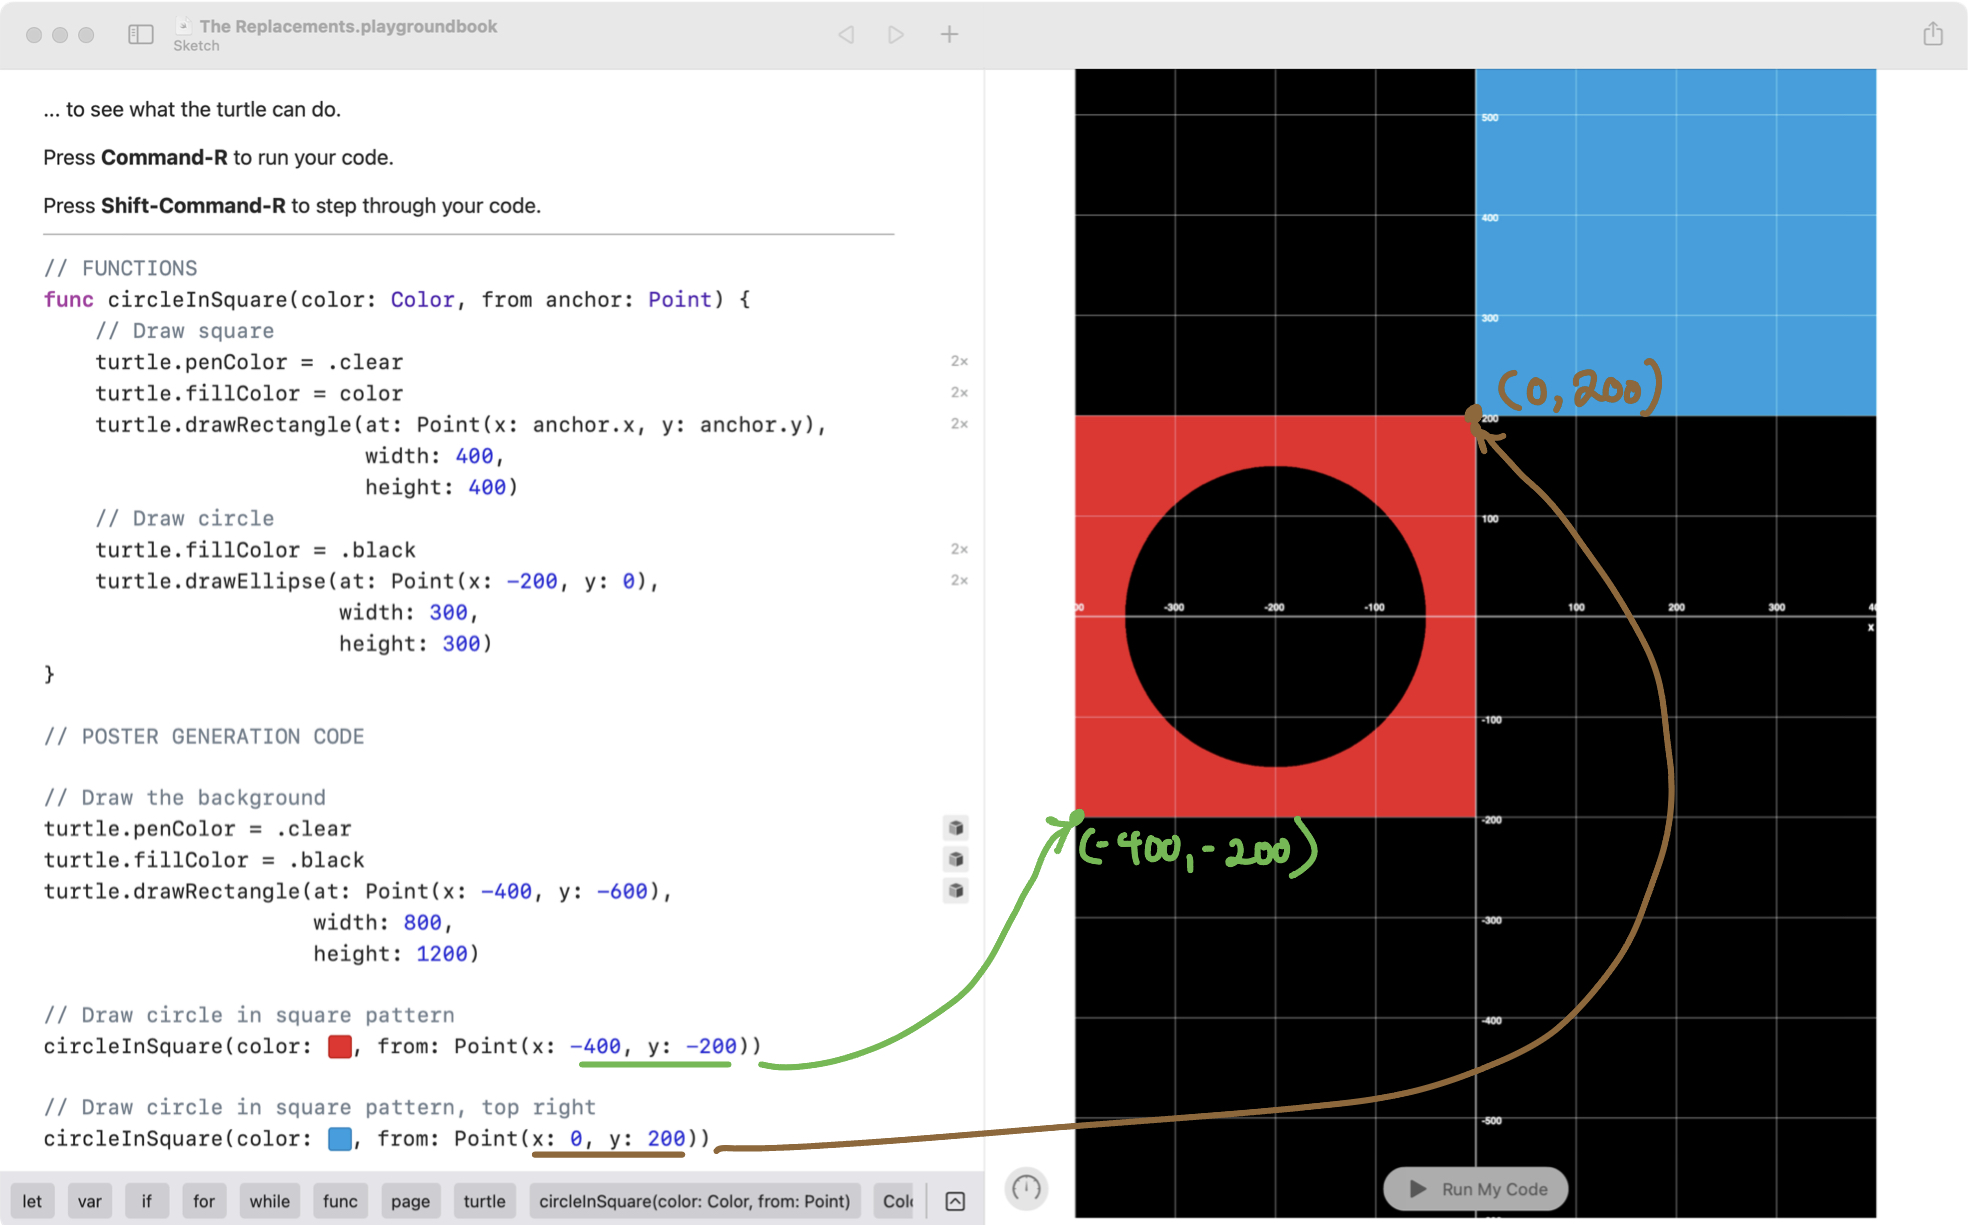 The Replacements.playgroundbook
Sketch
... to see what the turtle can do.
Press Command-R to run your code.
Press Shift-Command-R to step through your code.
// FUNCTIONS
func circleInSquare(color: Color, from anchor: Point) {
// Draw square
turtle.penColor = .clear 2×
turtle.fillColor = color 2×
turtle.drawRectangle(at: Point(x: anchor.x, y: anchor.y), 2×
width: 400,
height: 400)
// Draw circle
turtle.fillColor = .black 2×
turtle.drawEllipse(at: Point(x: -200, y: 0), 2×
width: 300,
height: 300)
}
// POSTER GENERATION CODE
// Draw the background
turtle.penColor = .clear
turtle.fillColor = .black
turtle.drawRectangle(at: Point(x: -400, y: -600),
width: 800,
height: 1200)
// Draw circle in square pattern
circleInSquare(color: , from: Point(x: -400, y: -200))
// Draw circle in square pattern, top right
circleInSquare(color: , from: Point(x: 0, y: 200))
let var if for while func page turtle circleInSquare(color: Color, from: Point) Col
500
400
300
(0, 200)
200
100
-300 -200 -100 100 200 300
x
-100
-200
(-400, -200)
-300
-400
-500
Run My Code